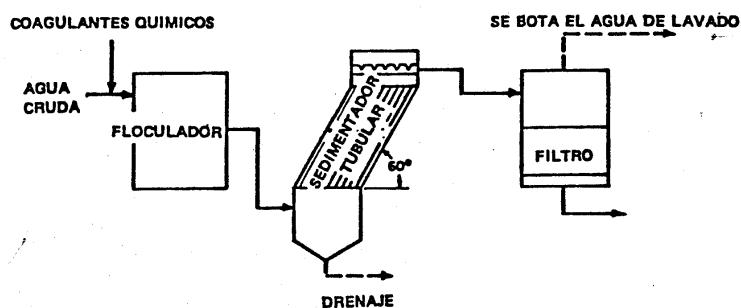 COAGULANTES QUIMICOS
SE BOTA EL AGUA DE LAVADO
AGUA
CRUDA
FLOCULADOR
SEDIMENTADOR
TUBULAR
60°
FILTRO
DRENAJE